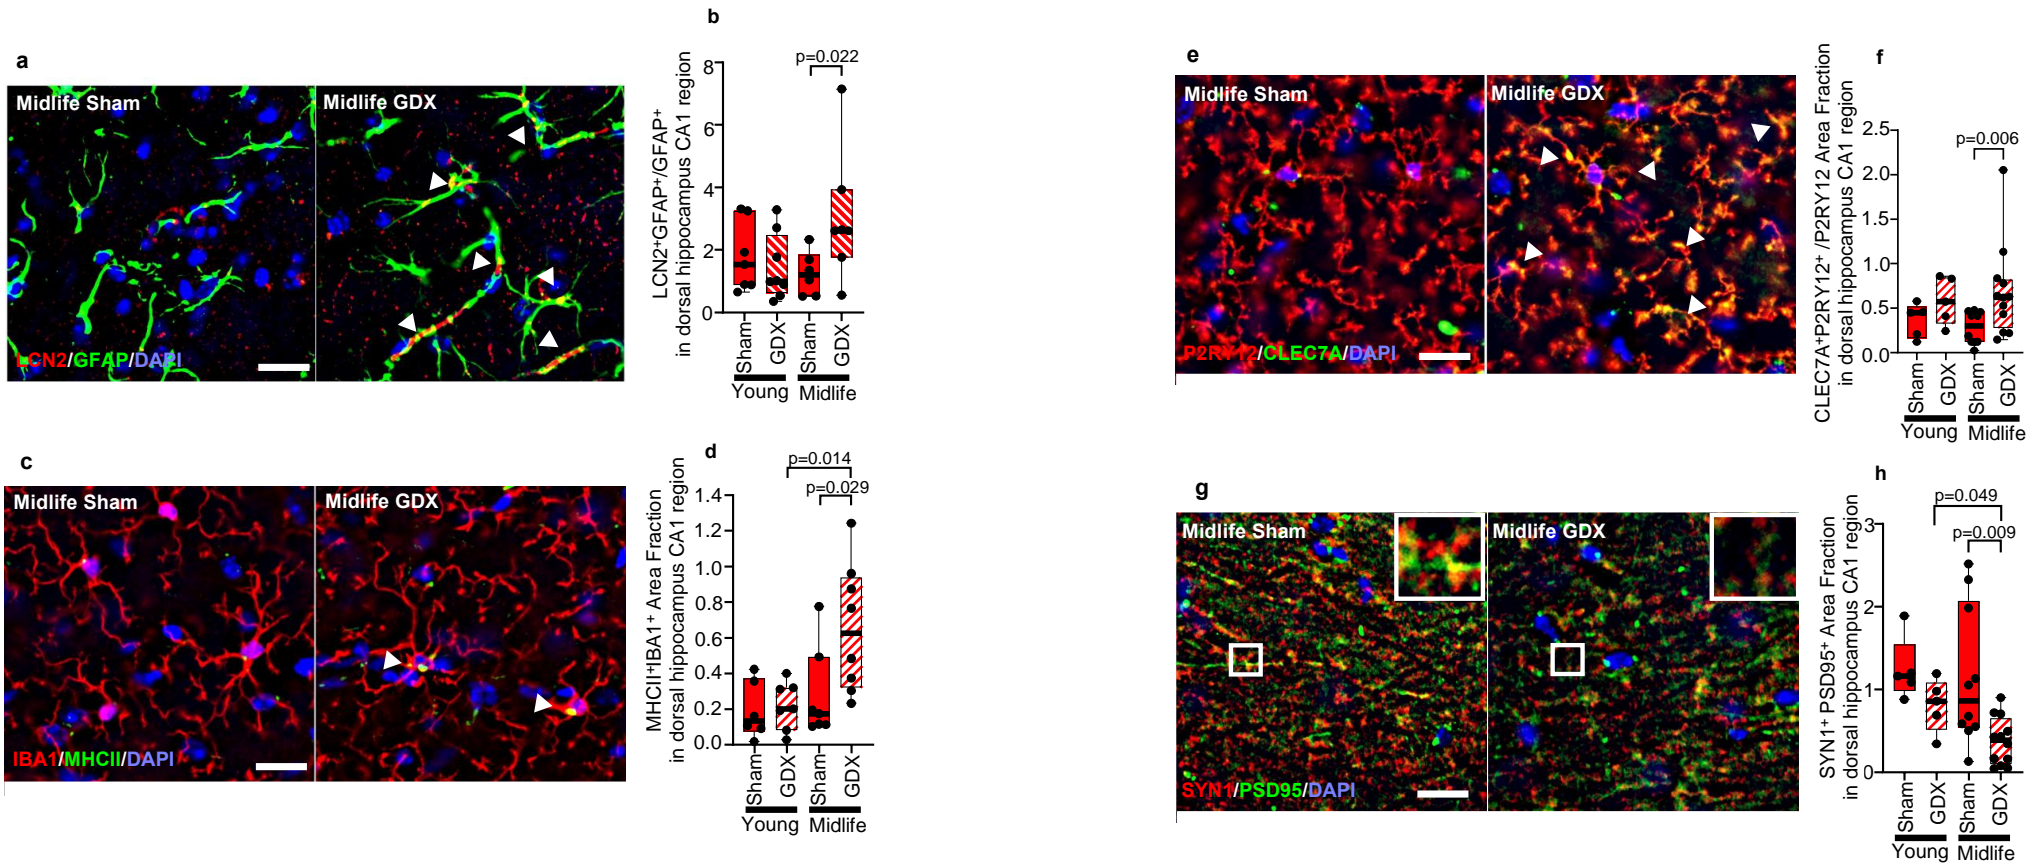 a
Midlife Sham
Midlife GDX
LCN2/GFAP/DAPI
b
LCN2⁺GFAP⁺/GFAP⁺
in dorsal hippocampus CA1 region
p=0.022
8
6
4
2
0
Sham
GDX
Sham
GDX
Young
Midlife
c
Midlife Sham
Midlife GDX
IBA1/MHCII/DAPI
d
MHCII⁺IBA1⁺ Area Fraction
in dorsal hippocampus CA1 region
p=0.014
p=0.029
1.4
1.2
1.0
0.8
0.6
0.4
0.2
0.0
Sham
GDX
Sham
GDX
Young
Midlife
e
Midlife Sham
Midlife GDX
P2RY12/CLEC7A/DAPI
f
CLEC7A⁺P2RY12⁺ /P2RY12 Area Fraction
in dorsal hippocampus CA1 region
p=0.006
2.5
2.0
1.5
1.0
0.5
0.0
Sham
GDX
Sham
GDX
Young
Midlife
g
Midlife Sham
Midlife GDX
SYN1/PSD95/DAPI
h
SYN1⁺ PSD95⁺ Area Fraction
in dorsal hippocampus CA1 region
p=0.049
p=0.009
3
2
1
0
Sham
GDX
Sham
GDX
Young
Midlife